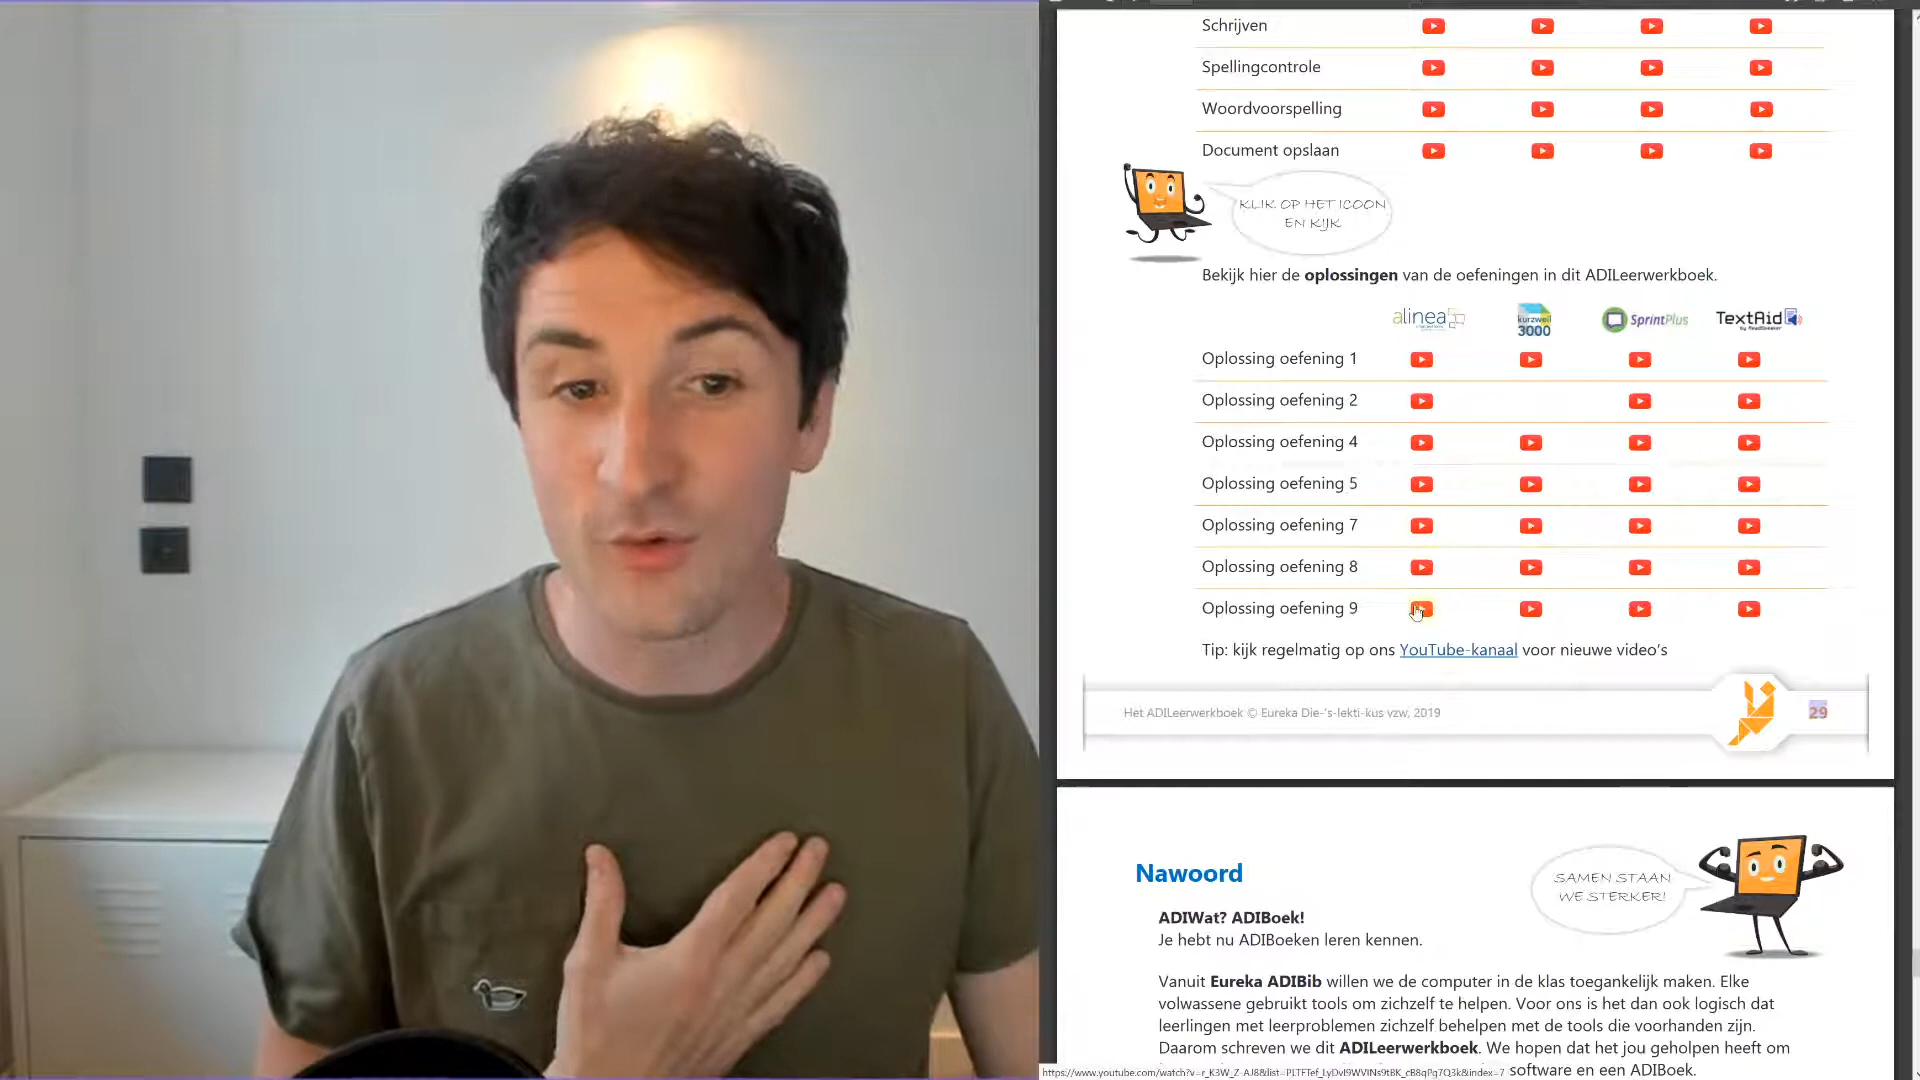 Schrijven
Spellingcontrole
Woordvoorspelling
Document opslaan
KLIK OP HET ICOON
EN KIJK
Bekijk hier de oplossingen van de oefeningen in dit ADILeerwerkboek.
alinea
kurzweil
3000
SprintPlus
TextAid
by ReadSpeaker
Oplossing oefening 1
Oplossing oefening 2
Oplossing oefening 4
Oplossing oefening 5
Oplossing oefening 7
Oplossing oefening 8
Oplossing oefening 9
Tip: kijk regelmatig op ons YouTube-kanaal voor nieuwe video's
Het ADILeerwerkboek © Eureka Die-'s-lekti-kus vzw, 2019
29
Nawoord
SAMEN STAAN
WE STERKER!
ADIWat? ADIBoek!
Je hebt nu ADIBoeken leren kennen.
Vanuit Eureka ADIBib willen we de computer in de klas toegankelijk maken. Elke
volwassene gebruikt tools om zichzelf te helpen. Voor ons is het dan ook logisch dat
leerlingen met leerproblemen zichzelf behelpen met de tools die voorhanden zijn.
Daarom schreven we dit ADILeerwerkboek. We hopen dat het jou geholpen heeft om
software en een ADIBoek.